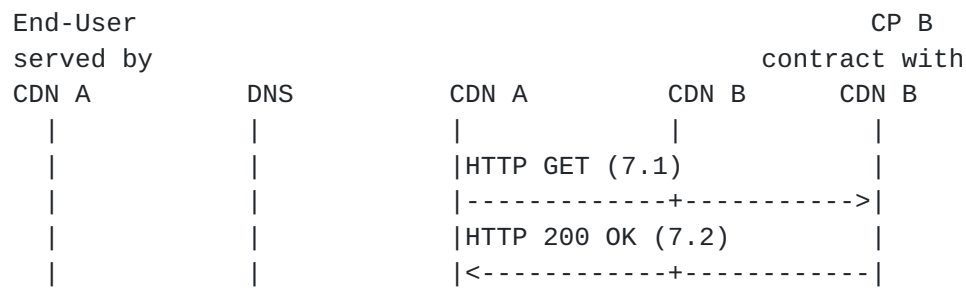 End-User                                              CP B
served by                                      contract with
CDN A          DNS          CDN A         CDN B      CDN B
  |             |             |             |            |
  |             |             |HTTP GET (7.1)            |
  |             |             |-------------+----------->|
  |             |             |HTTP 200 OK (7.2)         |
  |             |             |<------------+------------|